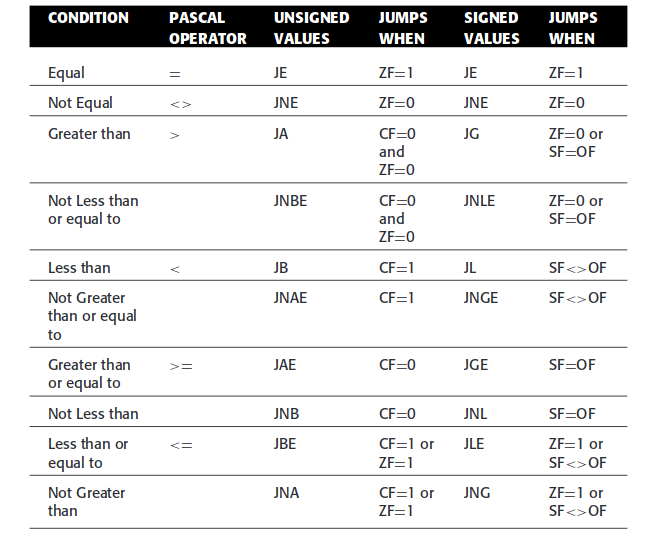 CONDITION PASCAL OPERATOR UNSIGNED VALUES JUMPS WHEN SIGNED VALUES JUMPS WHEN
Equal = JE ZF=1 JE ZF=1
Not Equal <> JNE ZF=0 JNE ZF=0
Greater than > JA CF=0 and ZF=0 JG ZF=0 or SF=OF
Not Less than or equal to JNBE CF=0 and ZF=0 JNLE ZF=0 or SF=OF
Less than < JB CF=1 JL SF<>OF
Not Greater than or equal to JNAE CF=1 JNGE SF<>OF
Greater than or equal to >= JAE CF=0 JGE SF=OF
Not Less than JNB CF=0 JNL SF=OF
Less than or equal to <= JBE CF=1 or ZF=1 JLE ZF=1 or SF<>OF
Not Greater than JNA CF=1 or ZF=1 JNG ZF=1 or SF<>OF